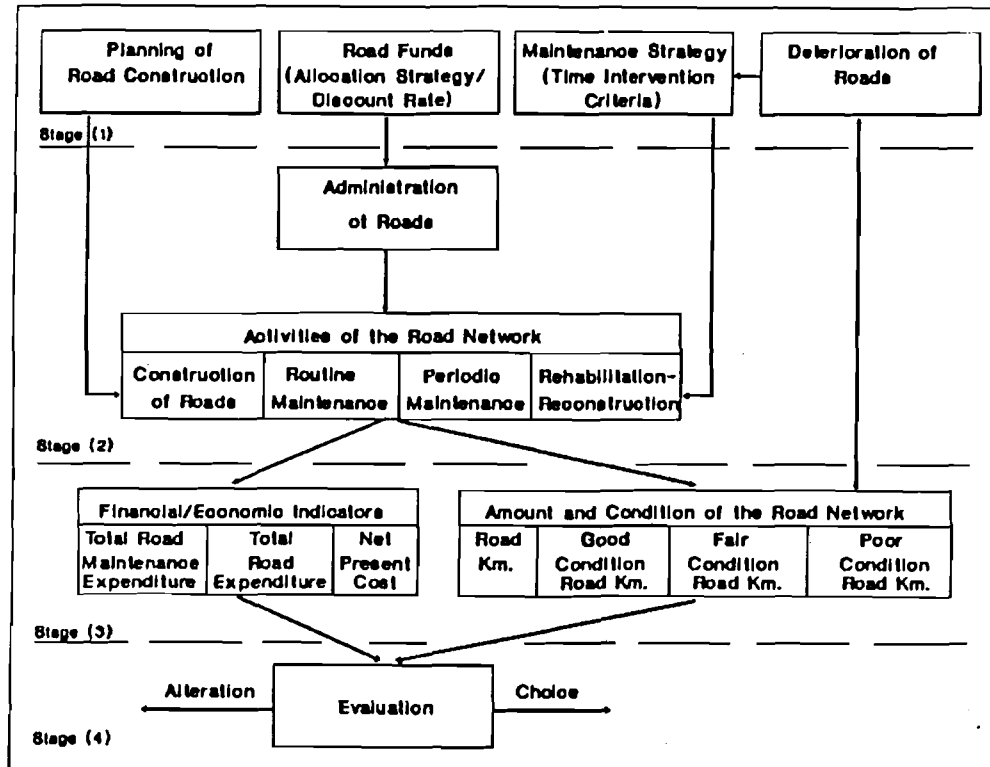 Planning of
Road Construction
Road Funds
(Allocation Strategy/
Discount Rate)
Maintenance Strategy
(Time Intervention
Criteria)
Deterioration of
Roads
Stage (1)
Administration
of Roads
Activities of the Road Network
Construction
of Roads
Routine
Maintenance
Periodic
Maintenance
Rehabilitation-
Reconstruction
Stage (2)
Financial/Economic Indicators
Total Road
Maintenance
Expenditure
Total
Road
Expenditure
Net
Present
Cost
Amount and Condition of the Road Network
Road
Km.
Good
Condition
Road Km.
Fair
Condition
Road Km.
Poor
Condition
Road Km.
Stage (3)
Alteration
Evaluation
Choice
Stage (4)